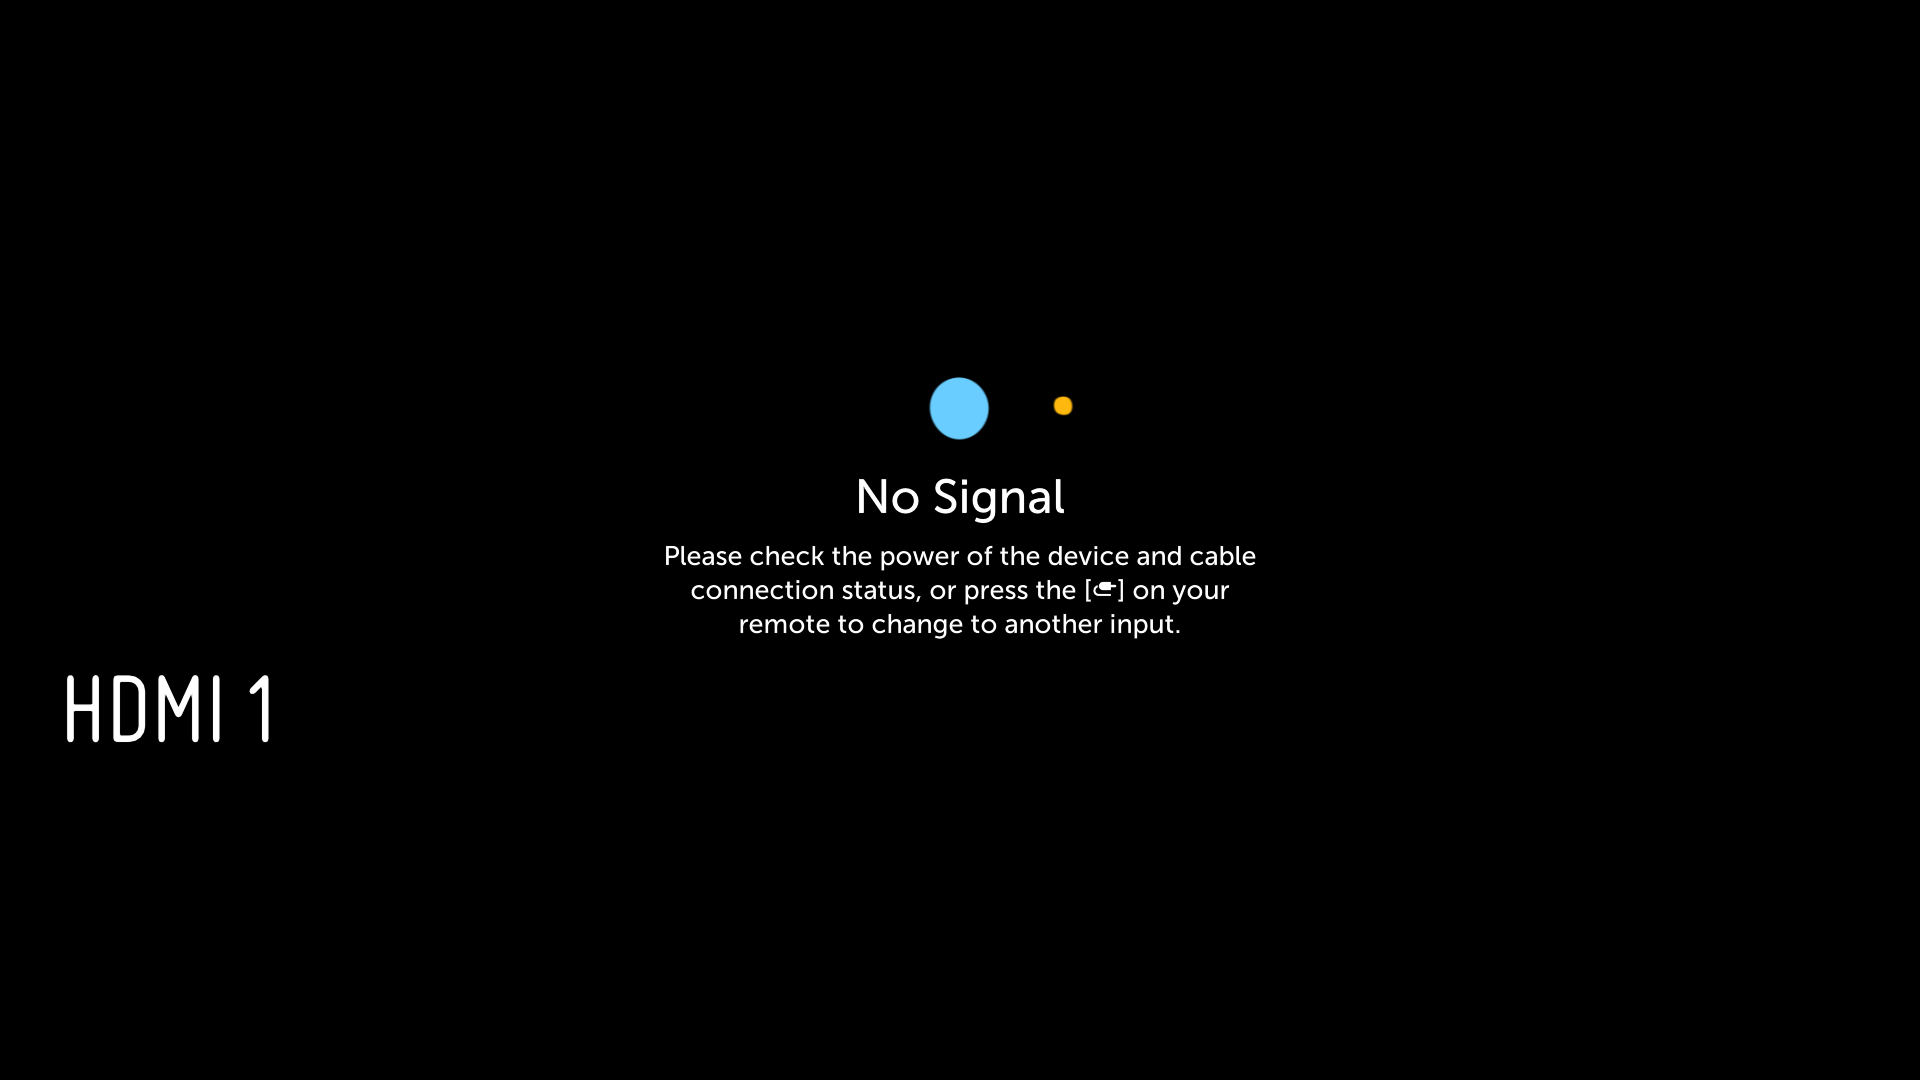 No Signal
Please check the power of the device and cable
connection status, or press the [] on your
remote to change to another input.
HDMI 1